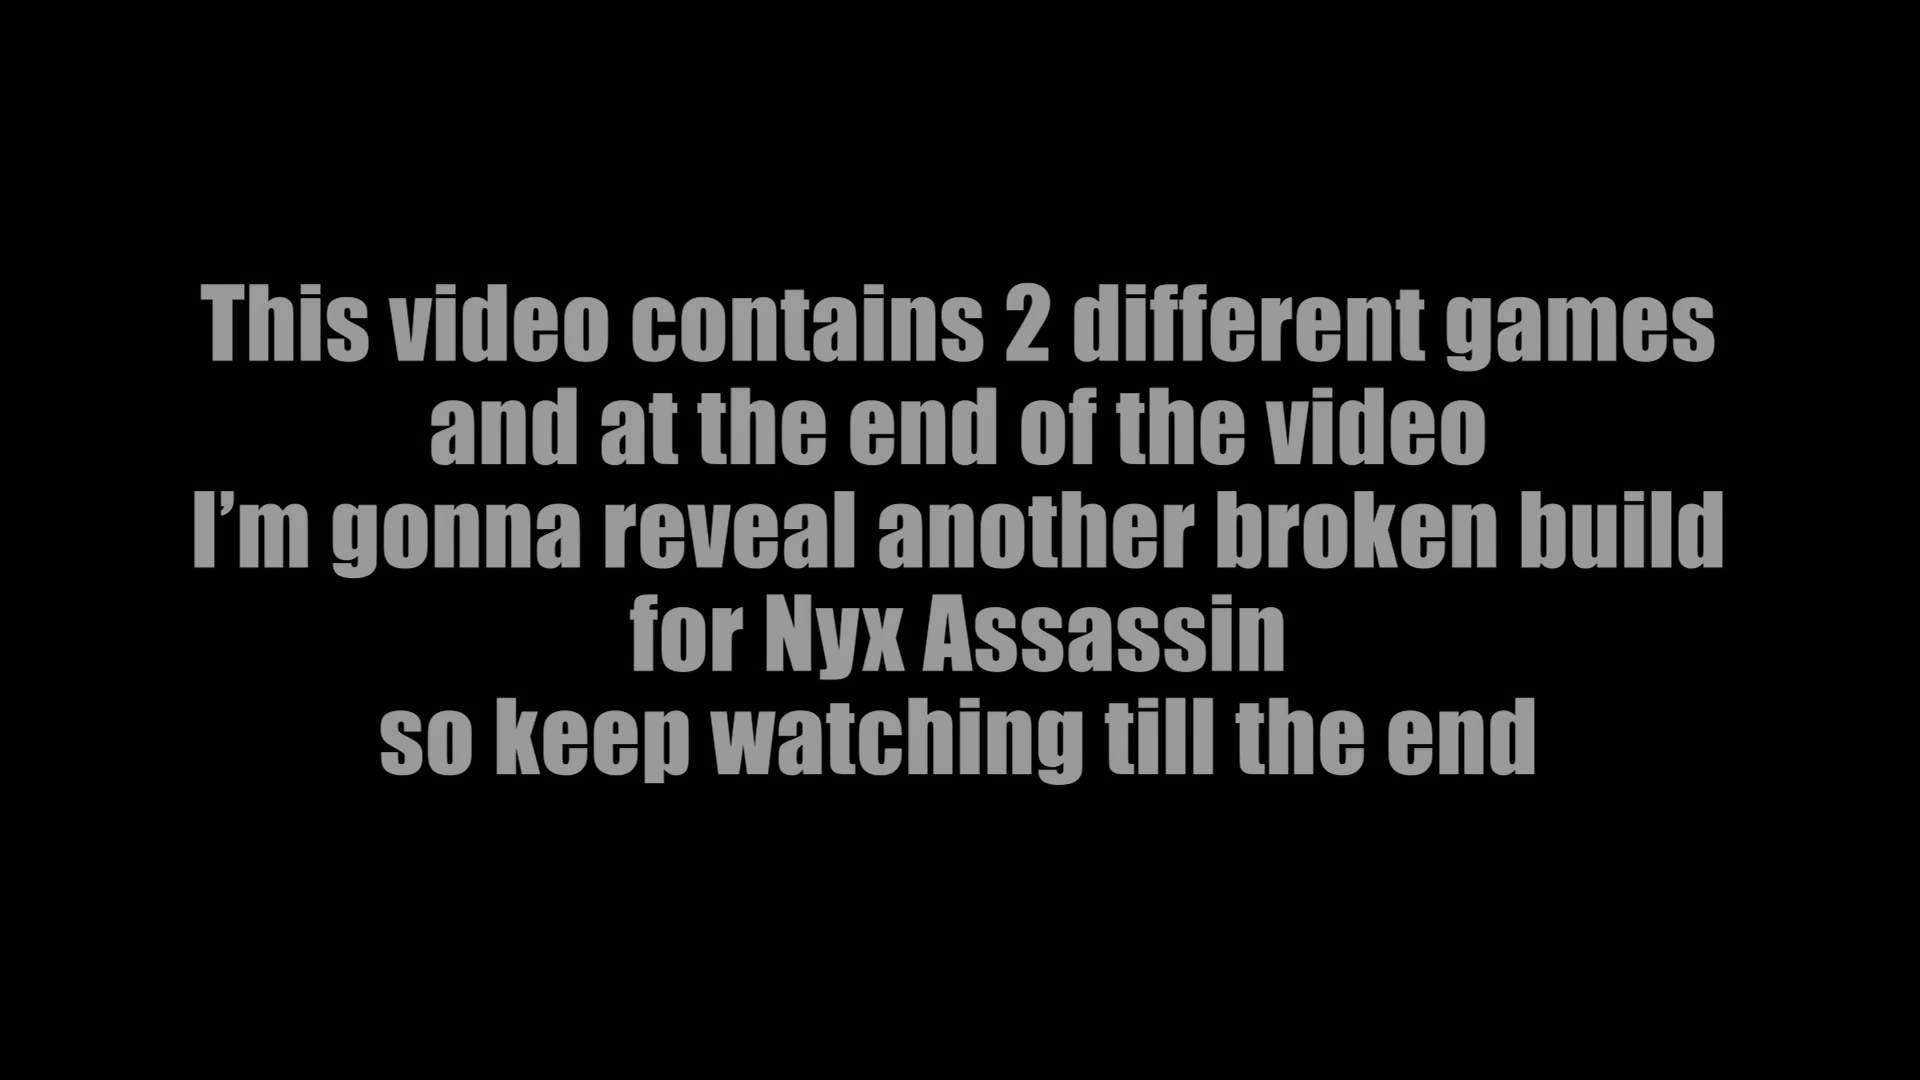 This video contains 2 different games
and at the end of the video
I’m gonna reveal another broken build
for Nyx Assassin
so keep watching till the end